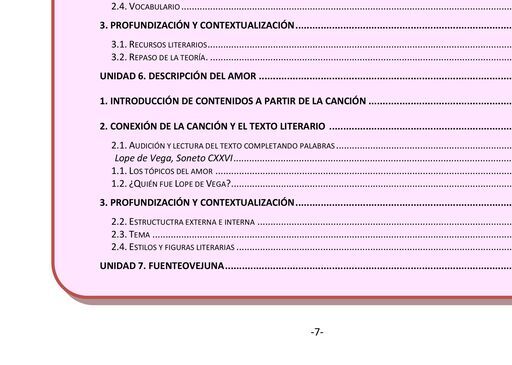 2.4. VOCABULARIO
3. PROFUNDIZACIÓN Y CONTEXTUALIZACIÓN
3.1. RECURSOS LITERARIOS
3.2. REPASO DE LA TEORÍA.
UNIDAD 6. DESCRIPCIÓN DEL AMOR
1. INTRODUCCIÓN DE CONTENIDOS A PARTIR DE LA CANCIÓN
2. CONEXIÓN DE LA CANCIÓN Y EL TEXTO LITERARIO
2.1. AUDICIÓN Y LECTURA DEL TEXTO COMPLETANDO PALABRAS
Lope de Vega, Soneto CXXVI
1.1. LOS TÓPICOS DEL AMOR
1.2. ¿QUIÉN FUE LOPE DE VEGA?
3. PROFUNDIZACIÓN Y CONTEXTUALIZACIÓN
2.2. ESTRUCTUCTRA EXTERNA E INTERNA
2.3. TEMA
2.4. ESTILOS Y FIGURAS LITERARIAS
UNIDAD 7. FUENTEOVEJUNA
-7-